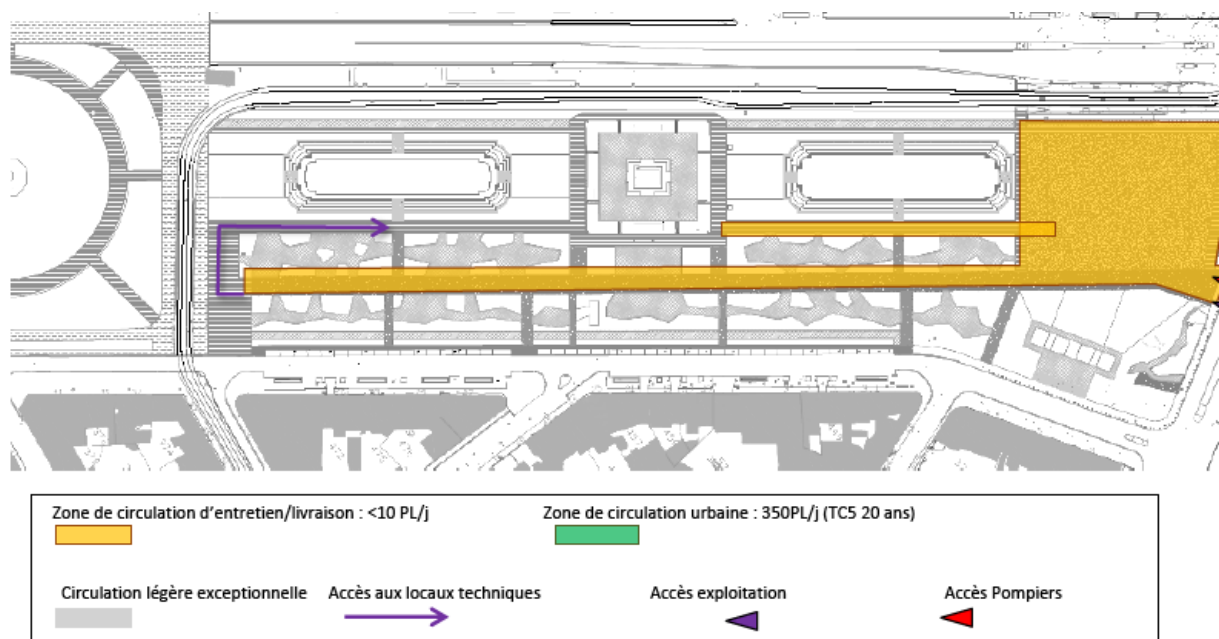 Zone de circulation d'entretien/livraison : <10 PL/j
Zone de circulation urbaine : 350PL/j (TC5 20 ans)
Circulation légère exceptionnelle
Accès aux locaux techniques
Accès exploitation
Accès Pompiers